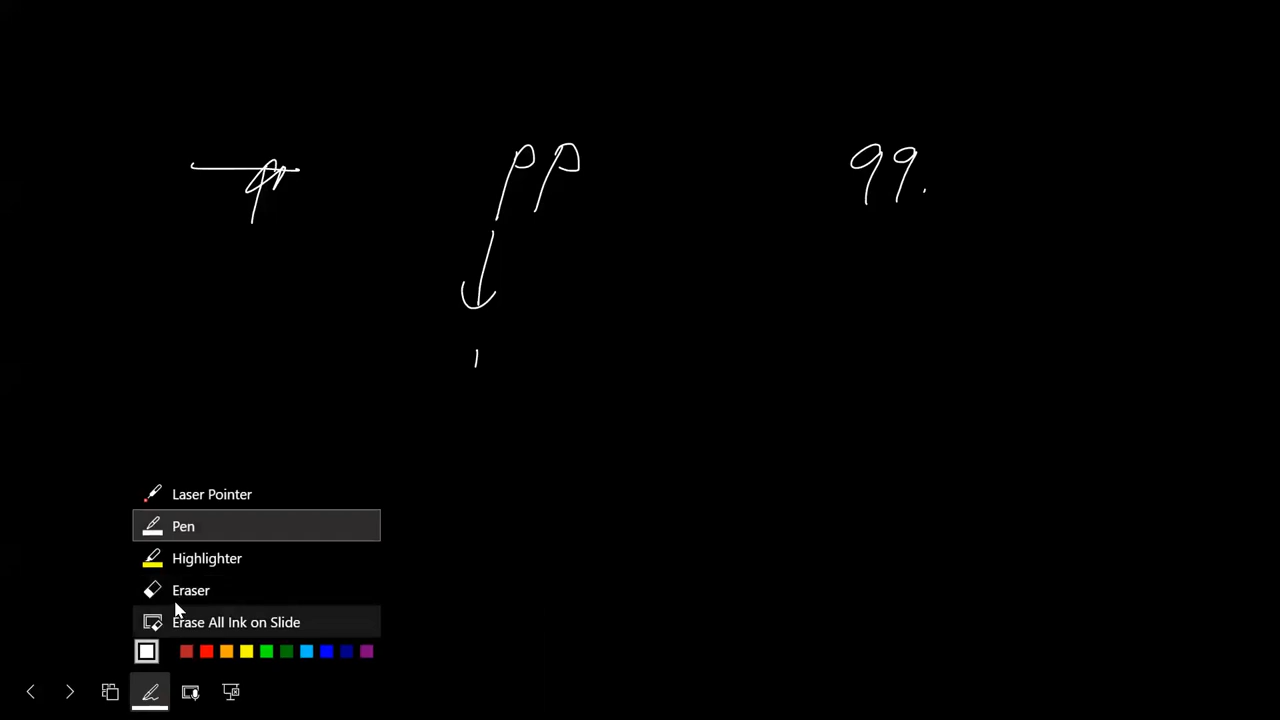 PP 99.
Laser Pointer
Pen
Highlighter
Eraser
Erase All Ink on Slide